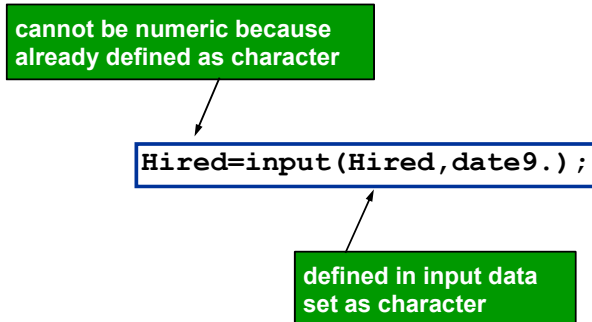 cannot be numeric because
already defined as character
Hired=input(Hired,date9.);
defined in input data
set as character